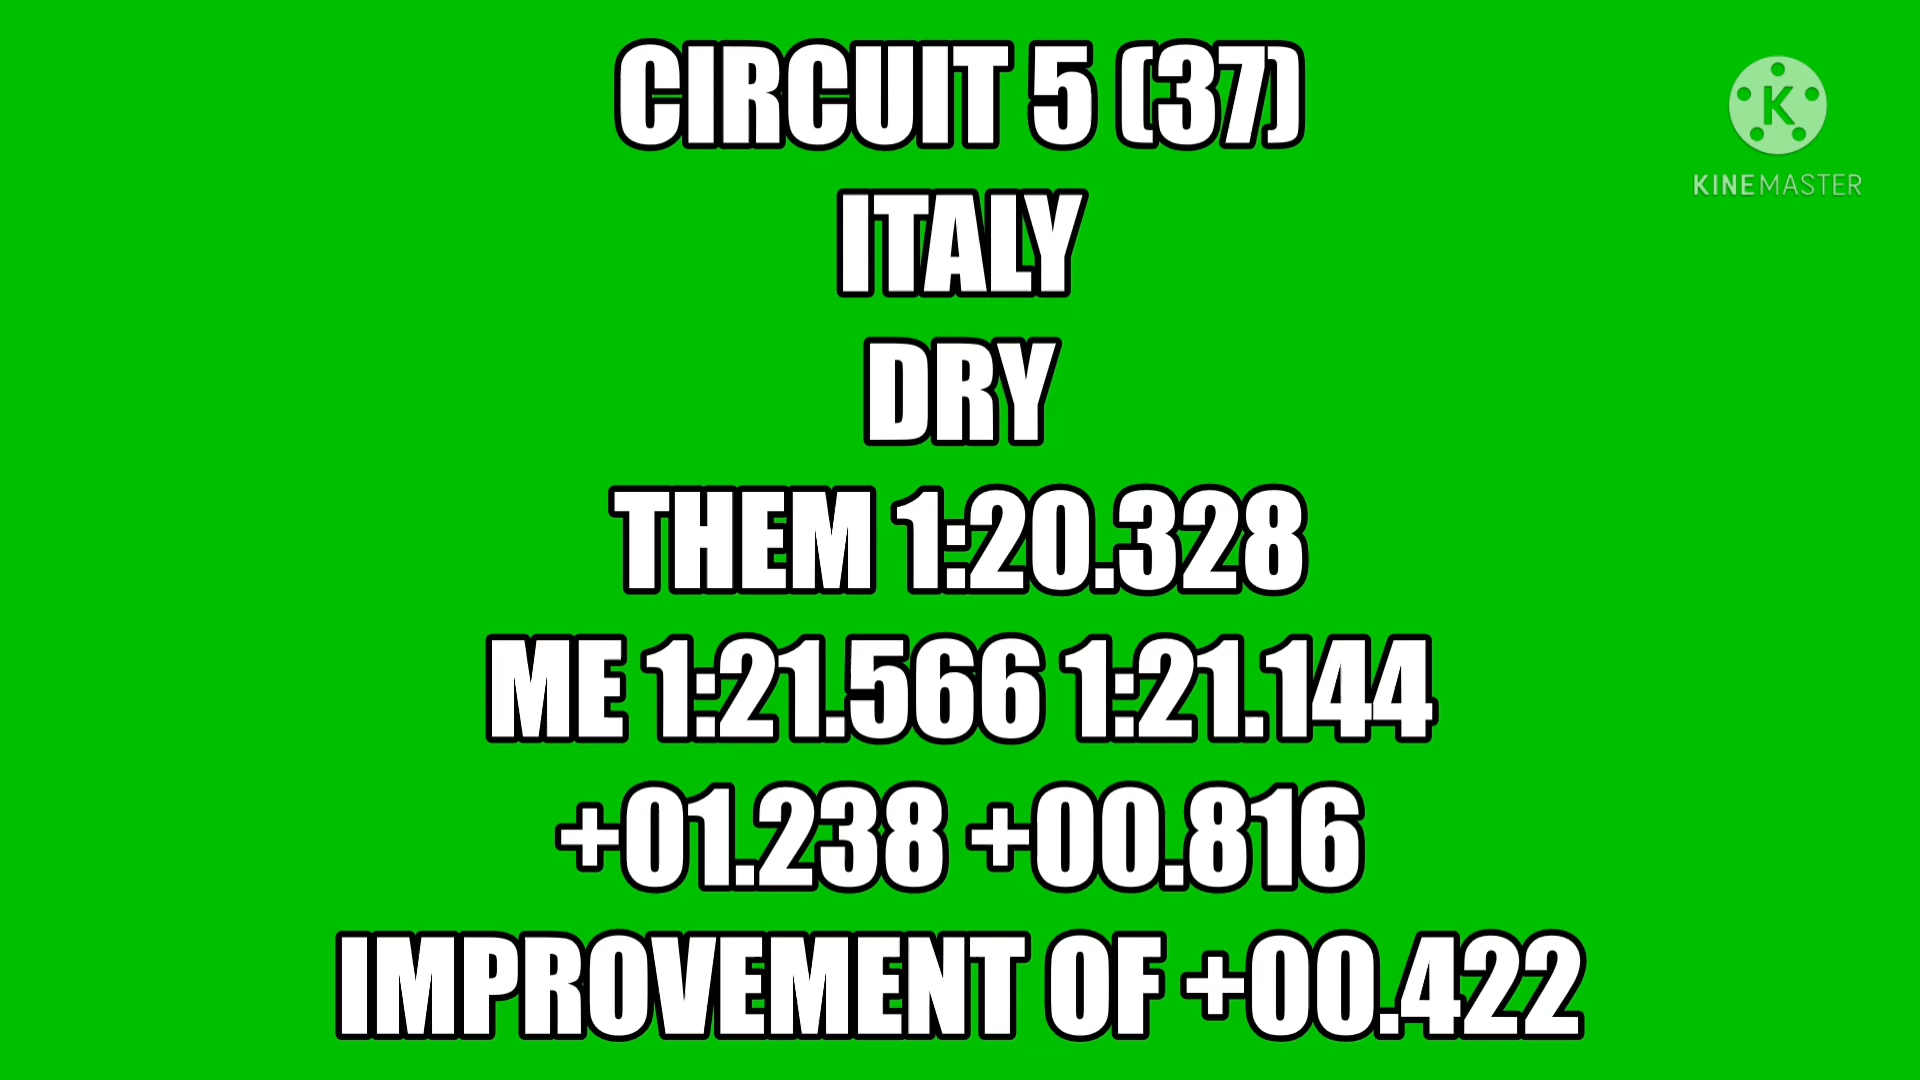 CIRCUIT 5 (37)
K
KINEMASTER
ITALY
DRY
THEM 1:20.328
ME 1:21.566 1:21.144
+01.238 +00.816
IMPROVEMENT OF +00.422